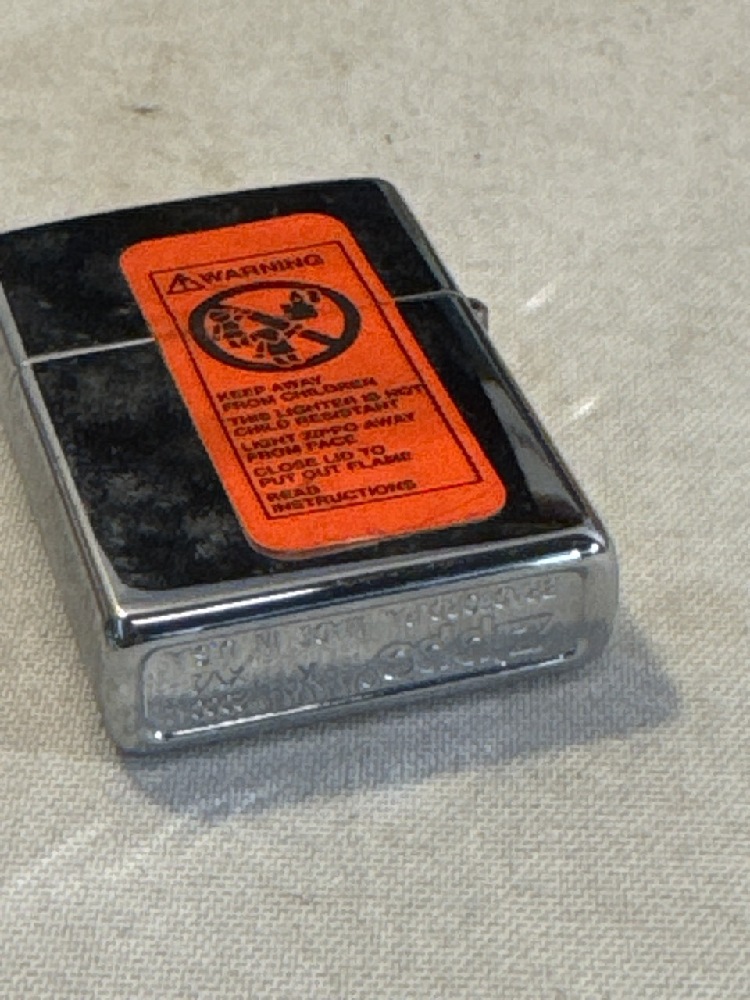 WARNING
KEEP AWAY
FROM CHILDREN
THIS LIGHTER IS NOT
CHILD RESISTANT
LIGHT ZIPPO AWAY
FROM FACE
CLOSE LID TO
PUT OUT FLAME
READ
INSTRUCTIONS
Zippo